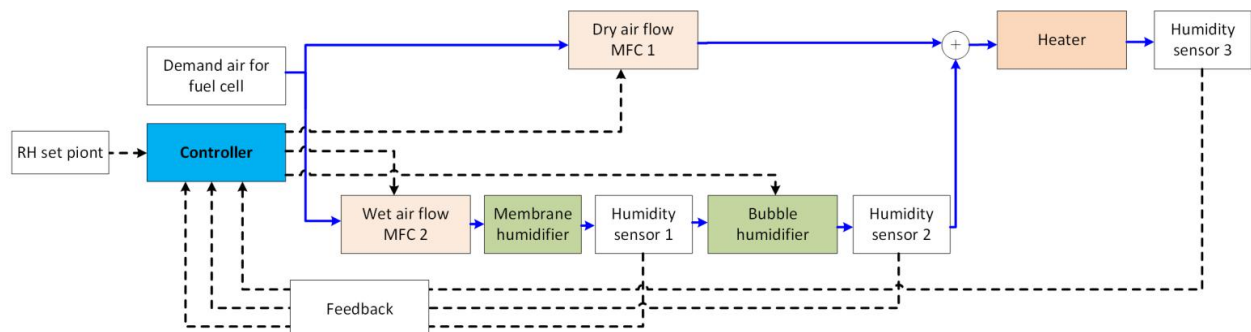 Dry air flow
MFC 1
+
Heater
Humidity
sensor 3
Demand air for
fuel cell
RH set piont
Controller
Wet air flow
MFC 2
Membrane
humidifier
Humidity
sensor 1
Bubble
humidifier
Humidity
sensor 2
Feedback